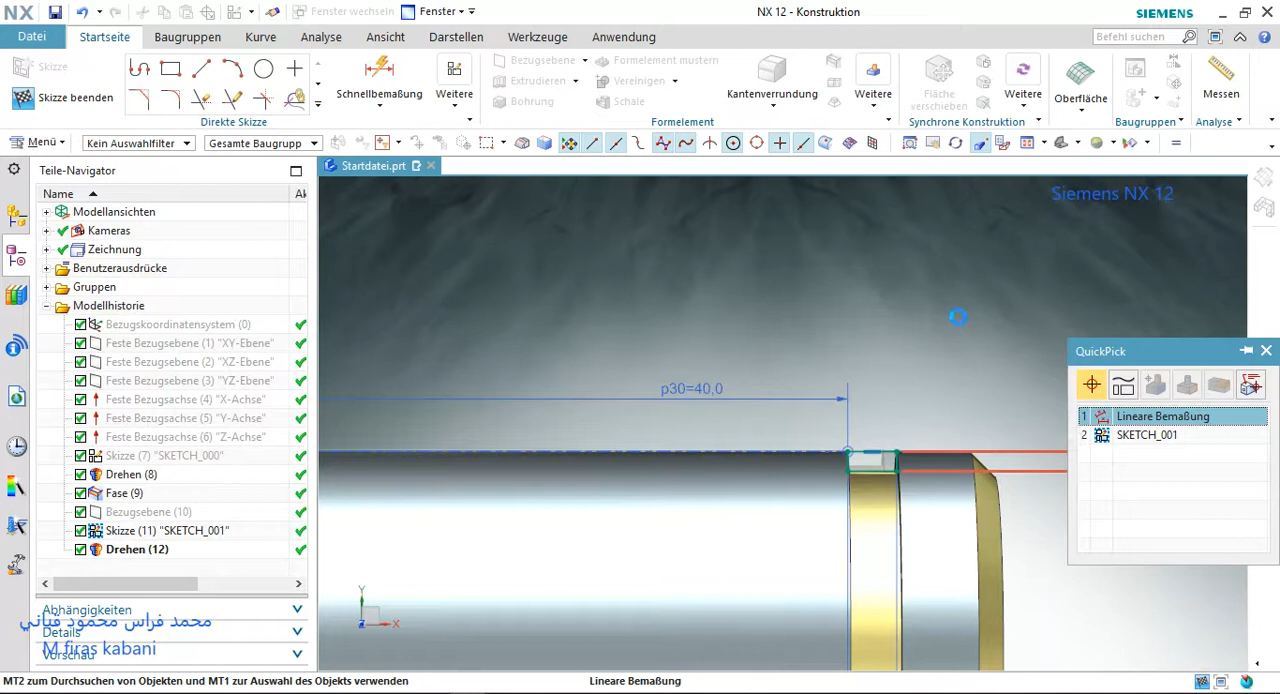 NX
Fenster wechseln
Fenster
NX 12 - Konstruktion
SIEMENS
Datei
Startseite
Baugruppen
Kurve
Analyse
Ansicht
Darstellen
Werkzeuge
Anwendung
Befehl suchen
Skizze
Skizze beenden
Direkte Skizze
Schnellbemaßung
Weitere
Bezugsebene
Extrudieren
Bohrung
Formelement mustern
Vereinigen
Schale
Kantenverrundung
Weitere
Formelement
Fläche
verschieben
Weitere
Synchrone Konstruktion
Oberfläche
Baugruppen
Messen
Analyse
Menü
Kein Auswahlfilter
Gesamte Baugrupp
Teile-Navigator
Startdatei.prt
Name
Ak
Modellansichten
Kameras
Zeichnung
Benutzerausdrücke
Gruppen
Modellhistorie
Bezugskoordinatensystem (0)
Feste Bezugsebene (1) "XY-Ebene"
Feste Bezugsebene (2) "XZ-Ebene"
Feste Bezugsebene (3) "YZ-Ebene"
Feste Bezugsachse (4) "X-Achse"
Feste Bezugsachse (5) "Y-Achse"
Feste Bezugsachse (6) "Z-Achse"
Skizze (7) "SKETCH_000"
Drehen (8)
Fase (9)
Bezugsebene (10)
Skizze (11) "SKETCH_001"
Drehen (12)
Abhängigkeiten
محمد فراس محمود قباني
Details
M firas kabani
Vorschau
Siemens NX 12
p30=40,0
Y
X
QuickPick
1 Lineare Bemaßung
2 SKETCH_001
MT2 zum Durchsuchen von Objekten und MT1 zur Auswahl des Objekts verwenden
Lineare Bemaßung